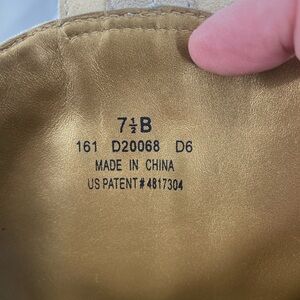 7½B
161 D20068 D6
MADE IN CHINA
US PATENT#4817304